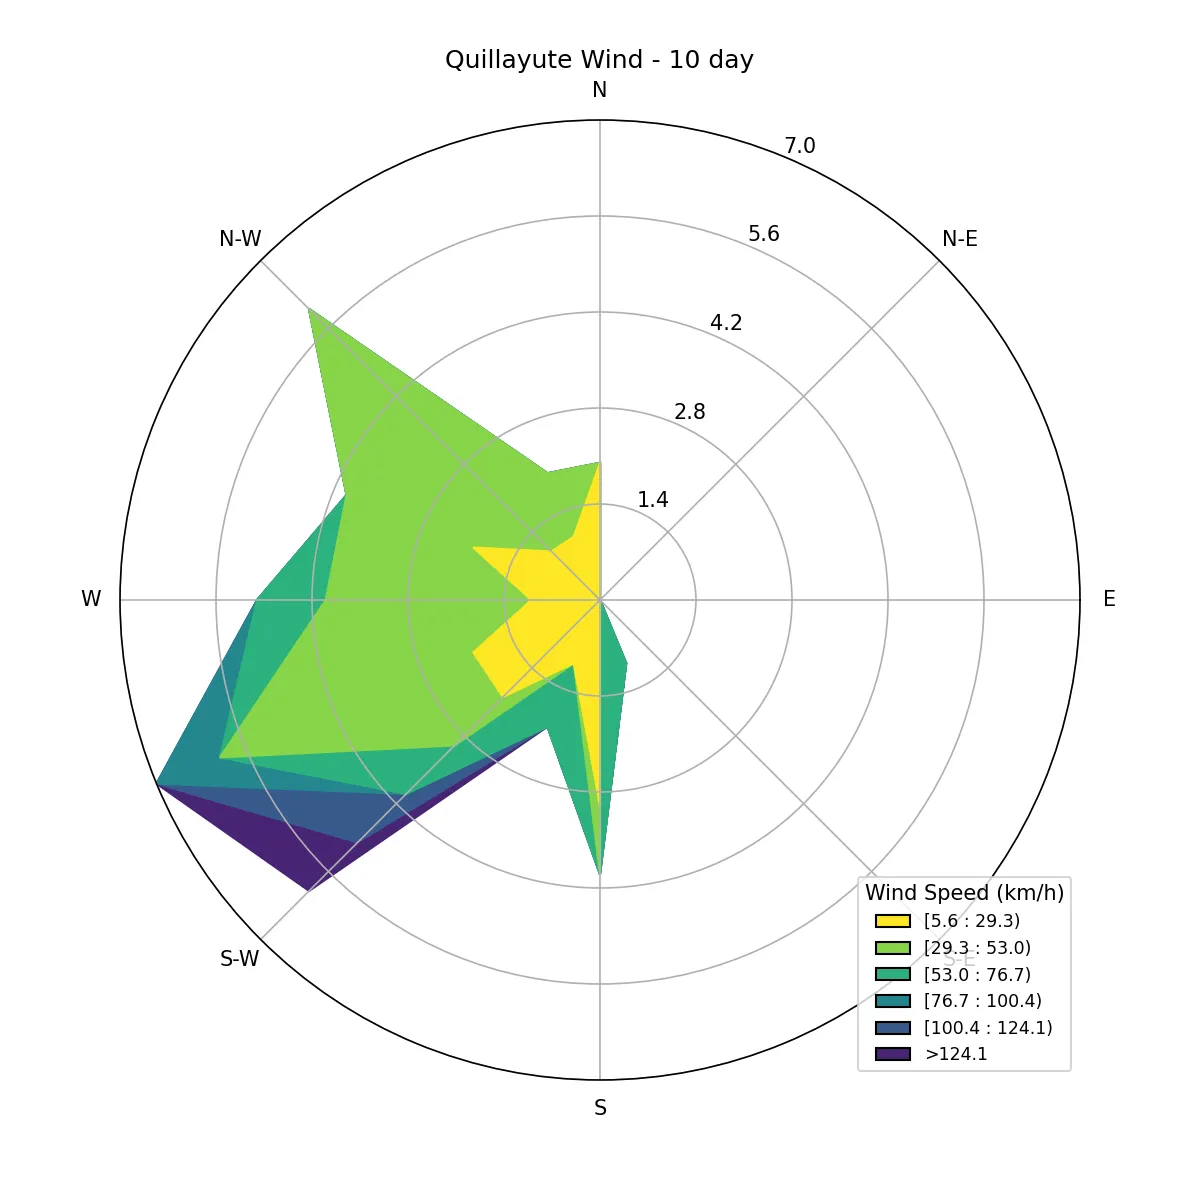 Quillayute Wind - 10 day
N
7.0
N-W
5.6
N-E
4.2
2.8
1.4
W
E
Wind Speed (km/h)
[5.6 : 29.3)
[29.3 : 53.0)
S-W
S-E
[53.0 : 76.7)
[76.7 : 100.4)
[100.4 : 124.1)
>124.1
S